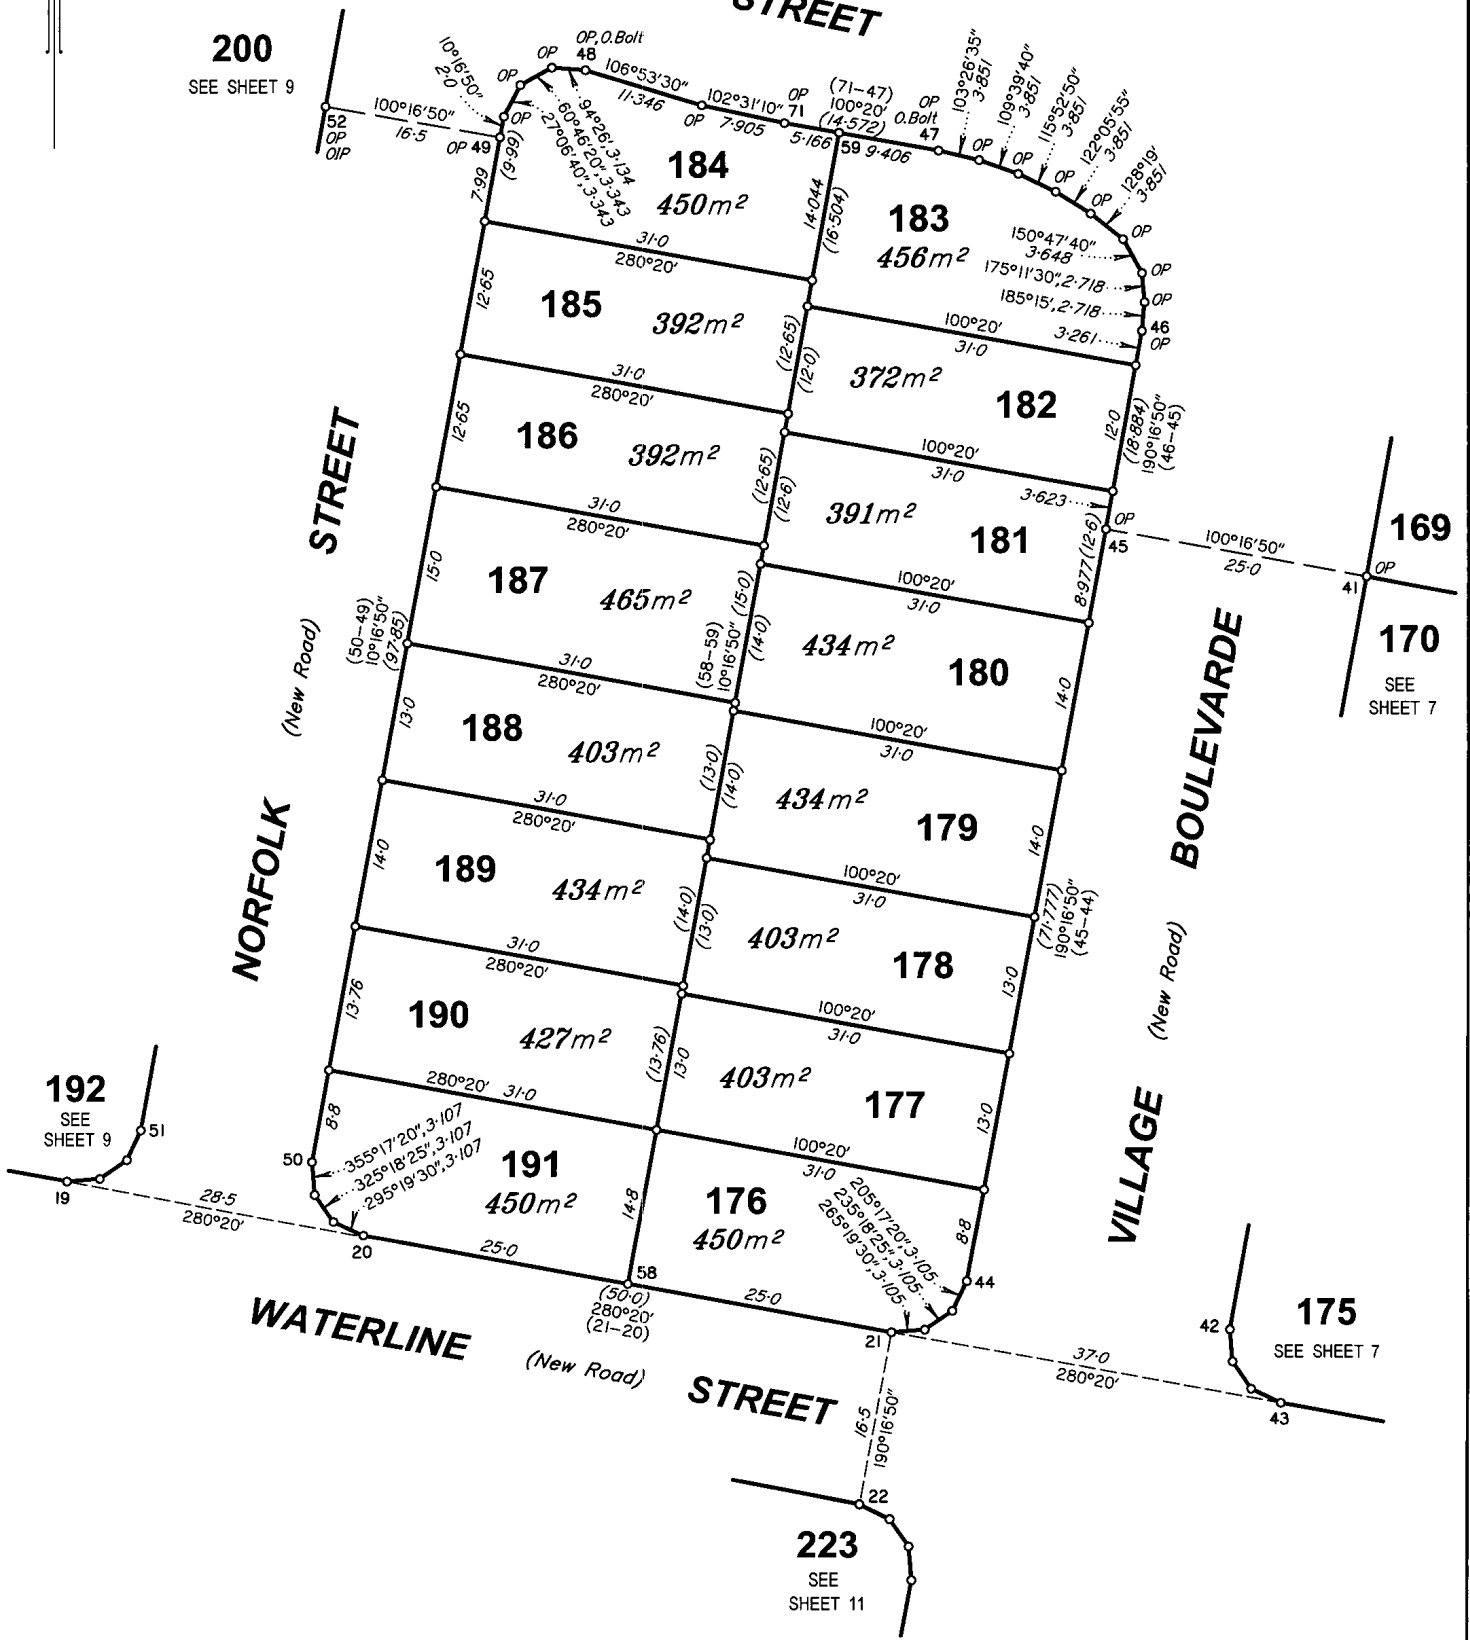 STREET
200
SEE SHEET 9
10°16'50"
2·0
OP
OP
OP,O.Bolt
48
106°53'30"
11·346
OP
102°31'10"
7·905
OP
71
5·166
(71-47)
100°20'
(14·572)
59
9·406
OP
O.Bolt
47
103°26'35"
3·851
OP
109°39'40"
3·851
OP
115°52'50"
3·851
OP
122°05'55"
3·851
OP
128°19'
3·851
OP
100°16'50"
16·5
52
OP
OIP
OP 49
OP
(9·99)
7·99
94°26',3·134
60°46'20",3·343
27°06'40",3·343
184
450m²
14·044
(16·504)
183
456m²
150°47'40"
3·648
OP
175°11'30",2·718
OP
185°15',2·718
46
OP
3·261
31·0
280°20'
12·65
185
392m²
(12·65)
(12·0)
100°20'
31·0
372m²
182
12·0
(18·884)
190°16'50"
(46-45)
31·0
280°20'
12·65
186
392m²
(12·65)
(12·6)
100°20'
31·0
3·623
391m²
181
OP
45
8·977
(12·6)
100°16'50"
25·0
169
OP
41
170
SEE
SHEET 7
STREET
31·0
280°20'
15·0
187
465m²
(15·0)
(14·0)
100°20'
31·0
434m²
180
14·0
(50-49)
10°16'50"
(97·85)
(58-59)
10°16'50"
(New Road)
31·0
280°20'
13·0
188
403m²
(13·0)
(14·0)
100°20'
31·0
434m²
179
14·0
BOULEVARDE
NORFOLK
31·0
280°20'
14·0
189
434m²
(14·0)
(13·0)
100°20'
31·0
403m²
178
13·0
(71·777)
190°16'50"
(45-44)
(New Road)
31·0
280°20'
13·76
190
427m²
(13·76)
13·0
100°20'
31·0
403m²
177
13·0
192
SEE
SHEET 9
51
19
28·5
280°20'
280°20'
31·0
8·8
50
355°17'20",3·107
325°18'25",3·107
295°19'30",3·107
20
191
450m²
25·0
14·8
100°20'
31·0
176
450m²
205°17'20",3·105
235°18'25",3·105
265°19'30",3·105
8·8
44
VILLAGE
58
(50·0)
280°20'
(21-20)
25·0
21
37·0
280°20'
42
43
175
SEE SHEET 7
WATERLINE
(New Road)
STREET
16·5
190°16'50"
22
223
SEE
SHEET 11